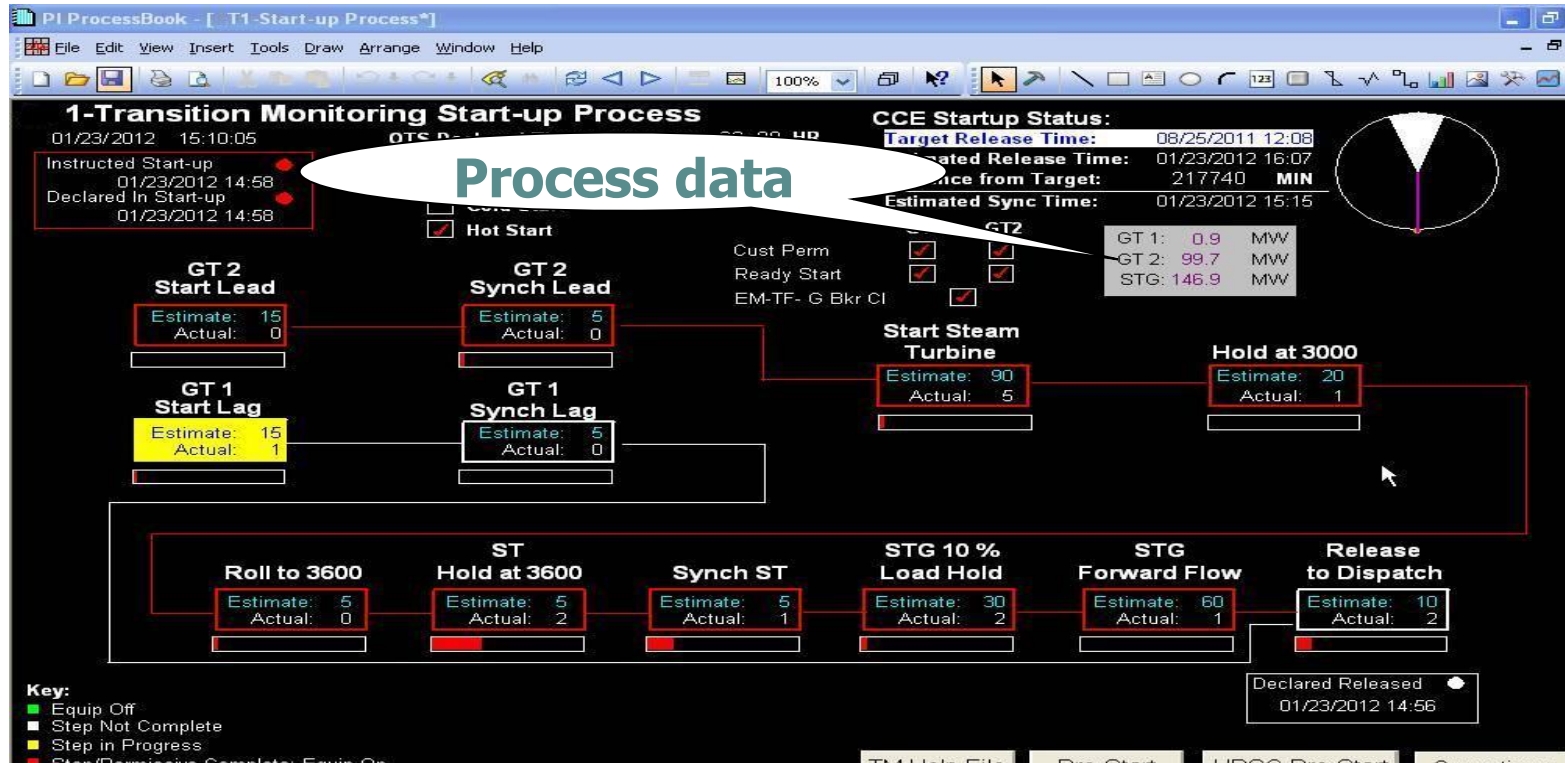 PI ProcessBook - [ T1-Start-up Process*]
File Edit View Insert Tools Draw Arrange Window Help
100%
123
1-Transition Monitoring Start-up Process
01/23/2012 15:10:05
Instructed Start-up
01/23/2012 14:58
Declared In Start-up
01/23/2012 14:58
Process data
Hot Start
CCE Startup Status:
Target Release Time: 08/25/2011 12:08
Release Time: 01/23/2012 16:07
from Target: 217740 MIN
Estimated Sync Time: 01/23/2012 15:15
GT2
Cust Perm
Ready Start
EM-TF- G Bkr Cl
GT 1: 0.9 MW
GT 2: 99.7 MW
STG: 146.9 MW
GT 2
Start Lead
Estimate: 15
Actual: 0
GT 2
Synch Lead
Estimate: 5
Actual: 0
Start Steam
Turbine
Estimate: 90
Actual: 5
Hold at 3000
Estimate: 20
Actual: 1
GT 1
Start Lag
Estimate: 15
Actual: 1
GT 1
Synch Lag
Estimate: 5
Actual: 0
Roll to 3600
Estimate: 5
Actual: 0
ST
Hold at 3600
Estimate: 5
Actual: 2
Synch ST
Estimate: 5
Actual: 1
STG 10 %
Load Hold
Estimate: 30
Actual: 2
STG
Forward Flow
Estimate: 60
Actual: 1
Release
to Dispatch
Estimate: 10
Actual: 2
Declared Released
01/23/2012 14:56
Key:
Equip Off
Step Not Complete
Step in Progress